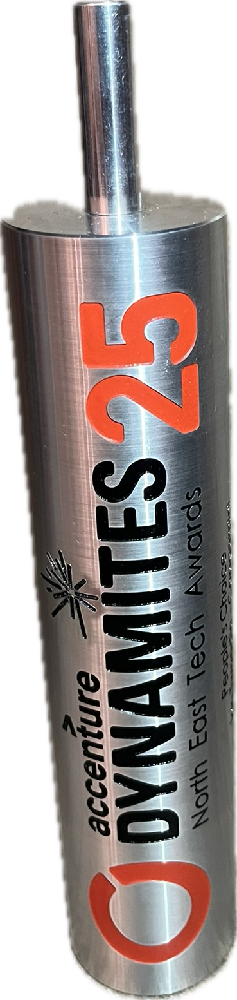 accenture
DYNAMITES 25
North East Tech Awards
People's Choice